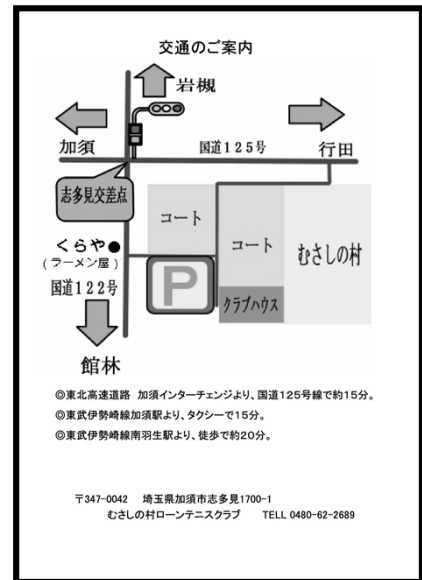 交通のご案内
岩槻
加須
国道125号
行田
志多見交差点
コート
コート
むさしの村
くらや●
(ラーメン屋)
P
国道122号
クラブハウス
館林
◎東北高速道路 加須インターチェンジより、国道125号線で約15分。
◎東武伊勢崎線加須駅より、タクシーで15分。
◎東武伊勢崎線南羽生駅より、徒歩で約20分。
〒347-0042 埼玉県加須市志多見1700-1
むさしの村ローンテニスクラブ TELL 0480-62-2689